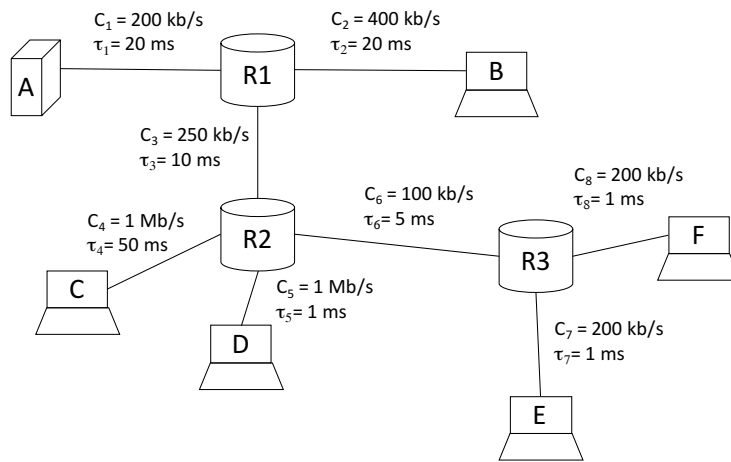 C₁ = 200 kb/s
τ₁= 20 ms
C₂ = 400 kb/s
τ₂= 20 ms
A
R1
B
C₃ = 250 kb/s
τ₃= 10 ms
C₄ = 1 Mb/s
τ₄= 50 ms
R2
C₆ = 100 kb/s
τ₆= 5 ms
C₈ = 200 kb/s
τ₈= 1 ms
R3
F
C
C₅ = 1 Mb/s
τ₅= 1 ms
D
C₇ = 200 kb/s
τ₇= 1 ms
E